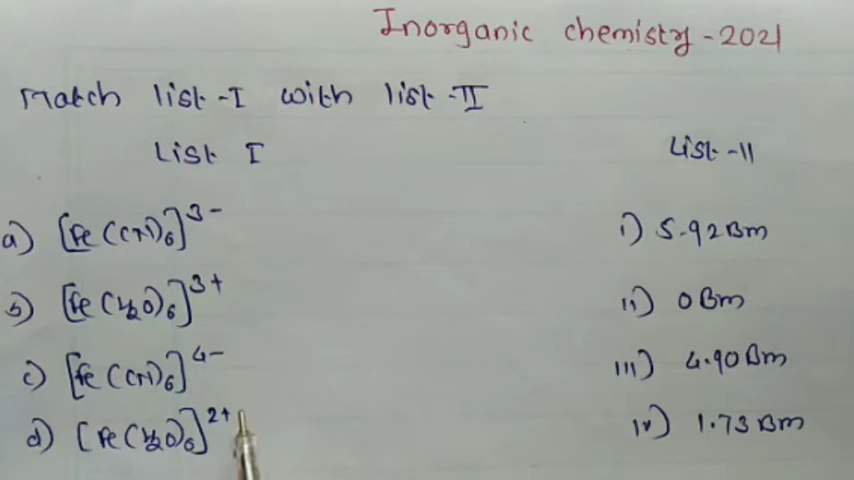 Inorganic chemistry - 2021
Match list - I with list - II
List I List - II
a) [Fe(CN)6]3- i) 5.92 Bm
b) [Fe(H2O)6]3+ ii) 0 Bm
c) [Fe(CN)6]4- iii) 4.90 Bm
d) [Fe(H2O)6]2+ iv) 1.73 Bm